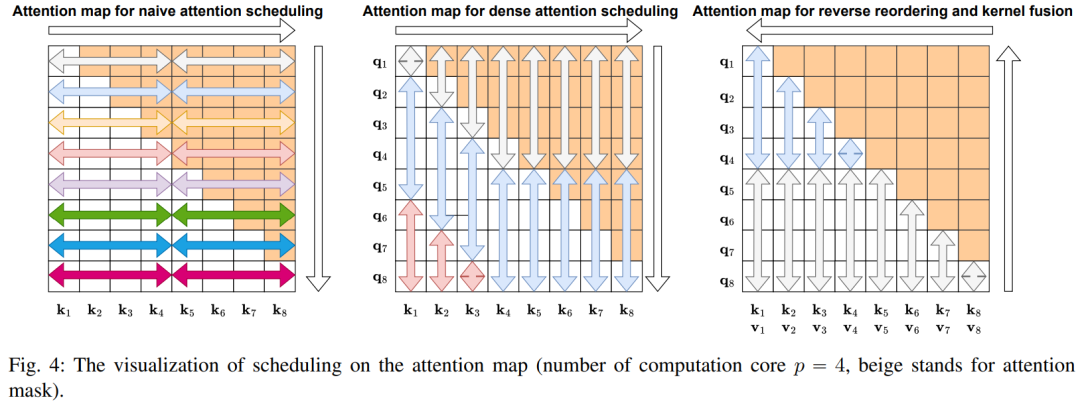 Attention map for naive attention scheduling
k1 k2 k3 k4 k5 k6 k7 k8
Attention map for dense attention scheduling
q1
q2
q3
q4
q5
q6
q7
q8
k1 k2 k3 k4 k5 k6 k7 k8
Attention map for reverse reordering and kernel fusion
q1
q2
q3
q4
q5
q6
q7
q8
k1 k2 k3 k4 k5 k6 k7 k8
v1 v2 v3 v4 v5 v6 v7 v8
Fig. 4: The visualization of scheduling on the attention map (number of computation core p = 4, beige stands for attention
mask).